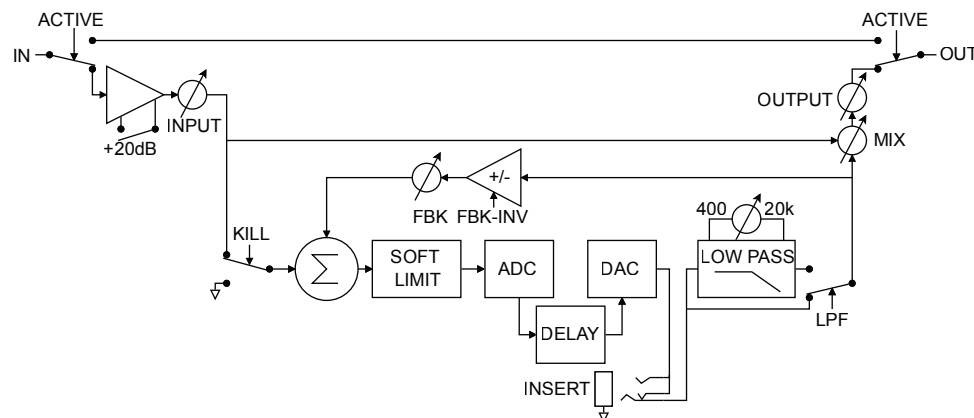 ACTIVE
ACTIVE
IN
OUT
OUTPUT
INPUT
+20dB
MIX
+/-
FBK
FBK-INV
400
20k
KILL
Σ
SOFT
LIMIT
ADC
DAC
LOW PASS
DELAY
LPF
INSERT